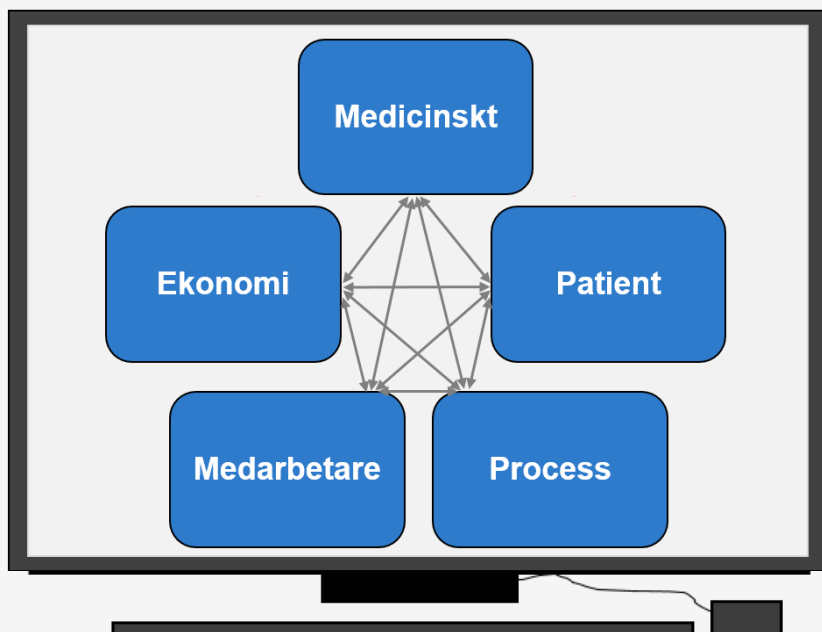 Medicinskt
Ekonomi
Patient
Medarbetare
Process